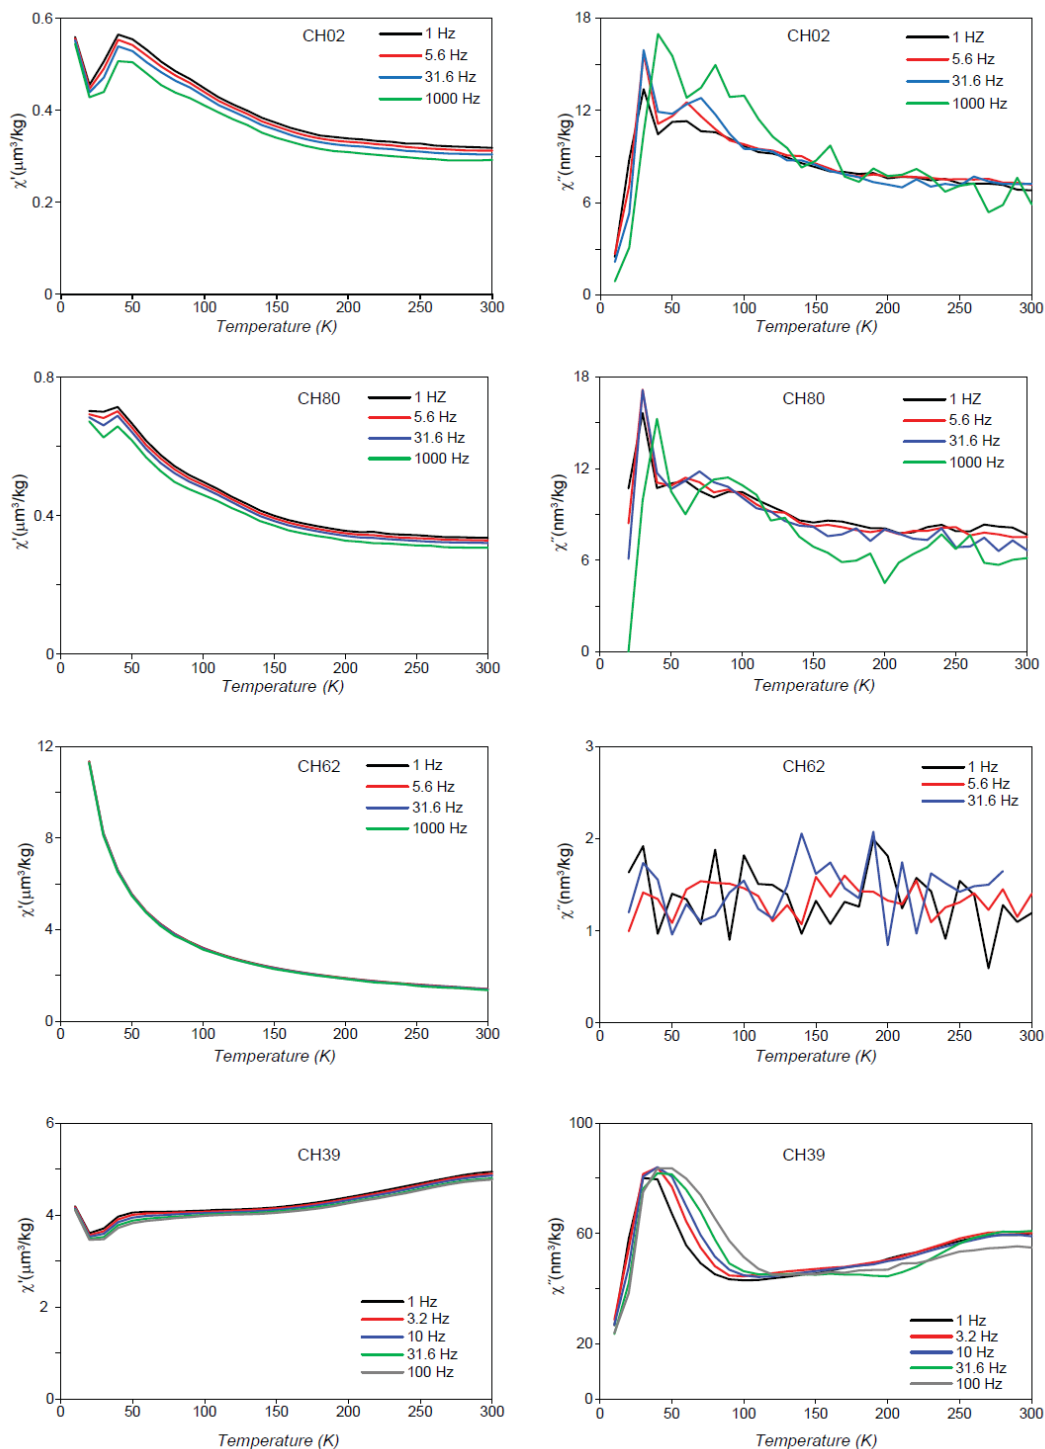 CH02
1 Hz
5.6 Hz
31.6 Hz
1000 Hz
χ'(μm³/kg)
0.6
0.4
0.2
0
0 50 100 150 200 250 300
Temperature (K)
CH02
1 HZ
5.6 Hz
31.6 Hz
1000 Hz
χ"(nm³/kg)
18
12
6
0
0 50 100 150 200 250 300
Temperature (K)
CH80
1 HZ
5.6 Hz
31.6 Hz
1000 Hz
χ'(μm³/kg)
0.8
0.4
0
0 50 100 150 200 250 300
Temperature (K)
CH80
1 HZ
5.6 Hz
31.6 Hz
1000 Hz
χ"(nm³/kg)
18
12
6
0
0 50 100 150 200 250 300
Temperature (K)
CH62
1 Hz
5.6 Hz
31.6 Hz
1000 Hz
χ'(μm³/kg)
12
8
4
0
0 50 100 150 200 250 300
Temperature (K)
CH62
1 Hz
5.6 Hz
31.6 Hz
χ"(nm³/kg)
3
2
1
0
0 50 100 150 200 250 300
Temperature (K)
CH39
1 Hz
3.2 Hz
10 Hz
31.6 Hz
100 Hz
χ'(μm³/kg)
6
4
2
0
0 50 100 150 200 250 300
Temperature (K)
CH39
1 Hz
3.2 Hz
10 Hz
31.6 Hz
100 Hz
χ"(nm³/kg)
100
60
20
0
0 50 100 150 200 250 300
Temperature (K)